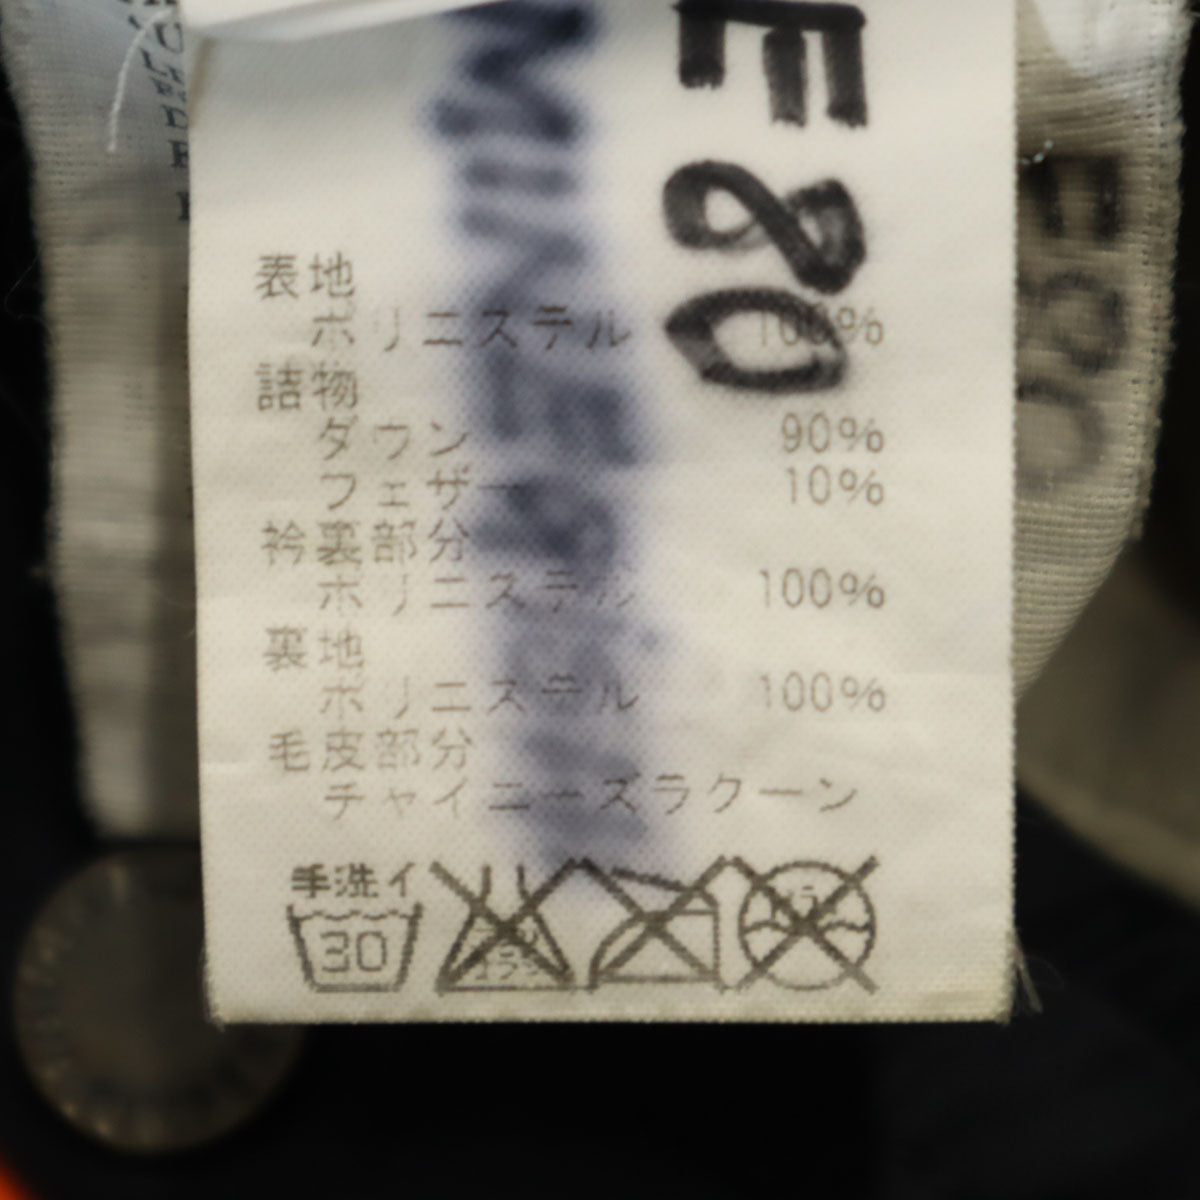 E80
表地
ポリエステル 100%
詰物
ダウン 90%
フェザー 10%
衿裏部分
ポリエステル 100%
裏地
ポリエステル 100%
毛皮部分
チャイニーズラクーン
手洗イ
30